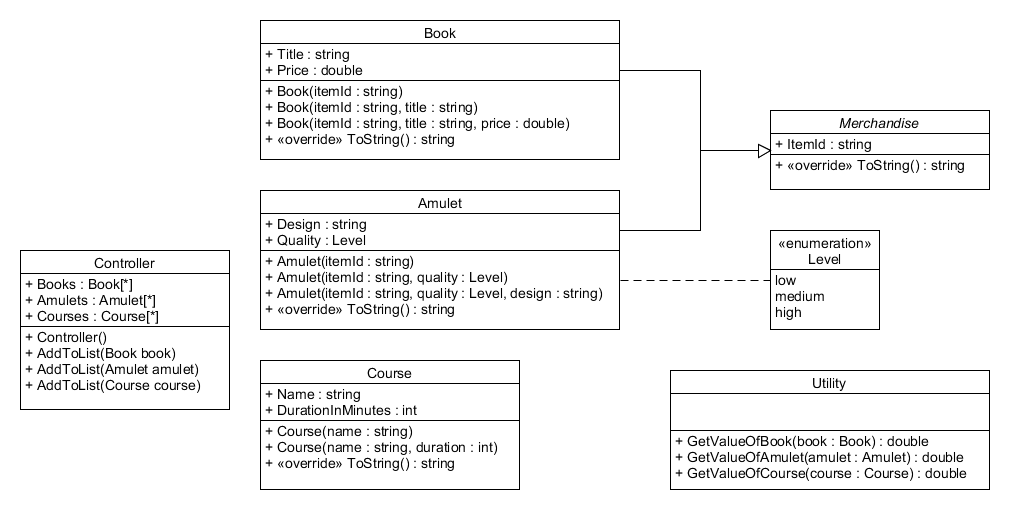 Book
+ Title : string
+ Price : double
+ Book(itemId : string)
+ Book(itemId : string, title : string)
+ Book(itemId : string, title : string, price : double)
+ «override» ToString() : string
Merchandise
+ ItemId : string
+ «override» ToString() : string
Amulet
+ Design : string
+ Quality : Level
+ Amulet(itemId : string)
+ Amulet(itemId : string, quality : Level)
+ Amulet(itemId : string, quality : Level, design : string)
+ «override» ToString() : string
«enumeration»
Level
low
medium
high
Controller
+ Books : Book[*]
+ Amulets : Amulet[*]
+ Courses : Course[*]
+ Controller()
+ AddToList(Book book)
+ AddToList(Amulet amulet)
+ AddToList(Course course)
Course
+ Name : string
+ DurationInMinutes : int
+ Course(name : string)
+ Course(name : string, duration : int)
+ «override» ToString() : string
Utility
+ GetValueOfBook(book : Book) : double
+ GetValueOfAmulet(amulet : Amulet) : double
+ GetValueOfCourse(course : Course) : double